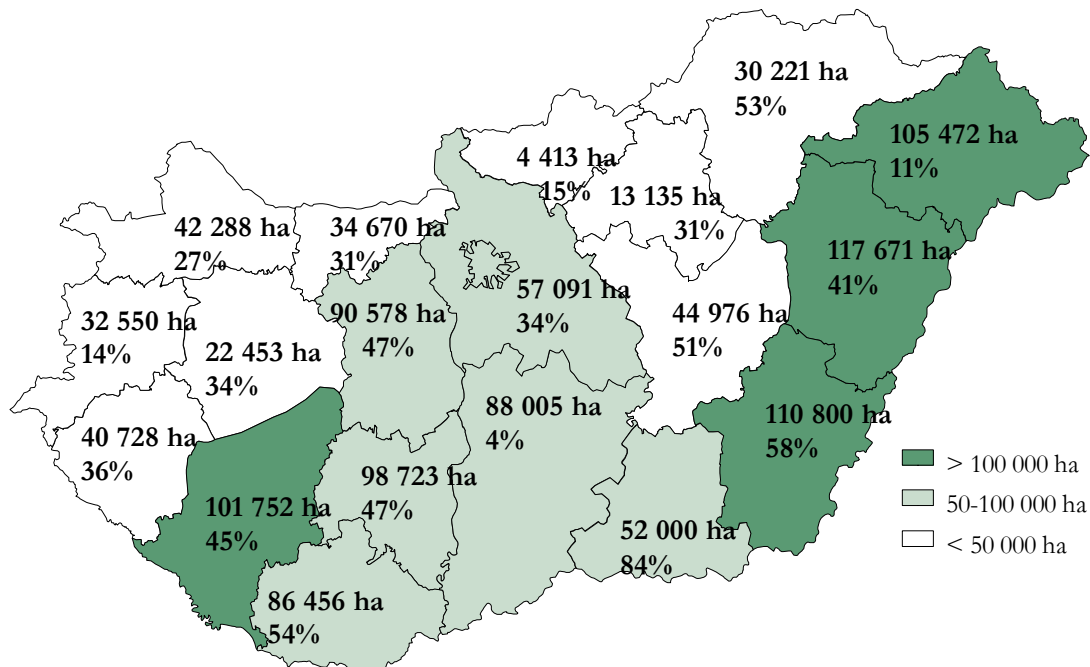 30 221 ha
53%
105 472 ha
11%
4 413 ha
15%
13 135 ha
31%
42 288 ha
27%
34 670 ha
31%
117 671 ha
41%
57 091 ha
34%
90 578 ha
47%
44 976 ha
51%
32 550 ha
14%
22 453 ha
34%
88 005 ha
4%
110 800 ha
58%
40 728 ha
36%
98 723 ha
47%
101 752 ha
45%
52 000 ha
84%
86 456 ha
54%
> 100 000 ha
50-100 000 ha
< 50 000 ha